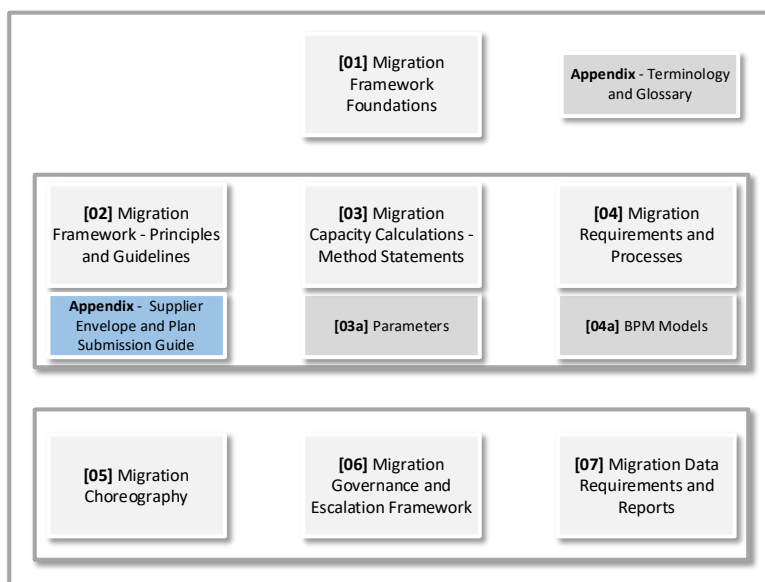 [01] Migration
Framework
Foundations
Appendix - Terminology
and Glossary
[02] Migration
Framework - Principles
and Guidelines
[03] Migration
Capacity Calculations -
Method Statements
[04] Migration
Requirements and
Processes
Appendix - Supplier
Envelope and Plan
Submission Guide
[03a] Parameters
[04a] BPM Models
[05] Migration
Choreography
[06] Migration
Governance and
Escalation Framework
[07] Migration Data
Requirements and
Reports